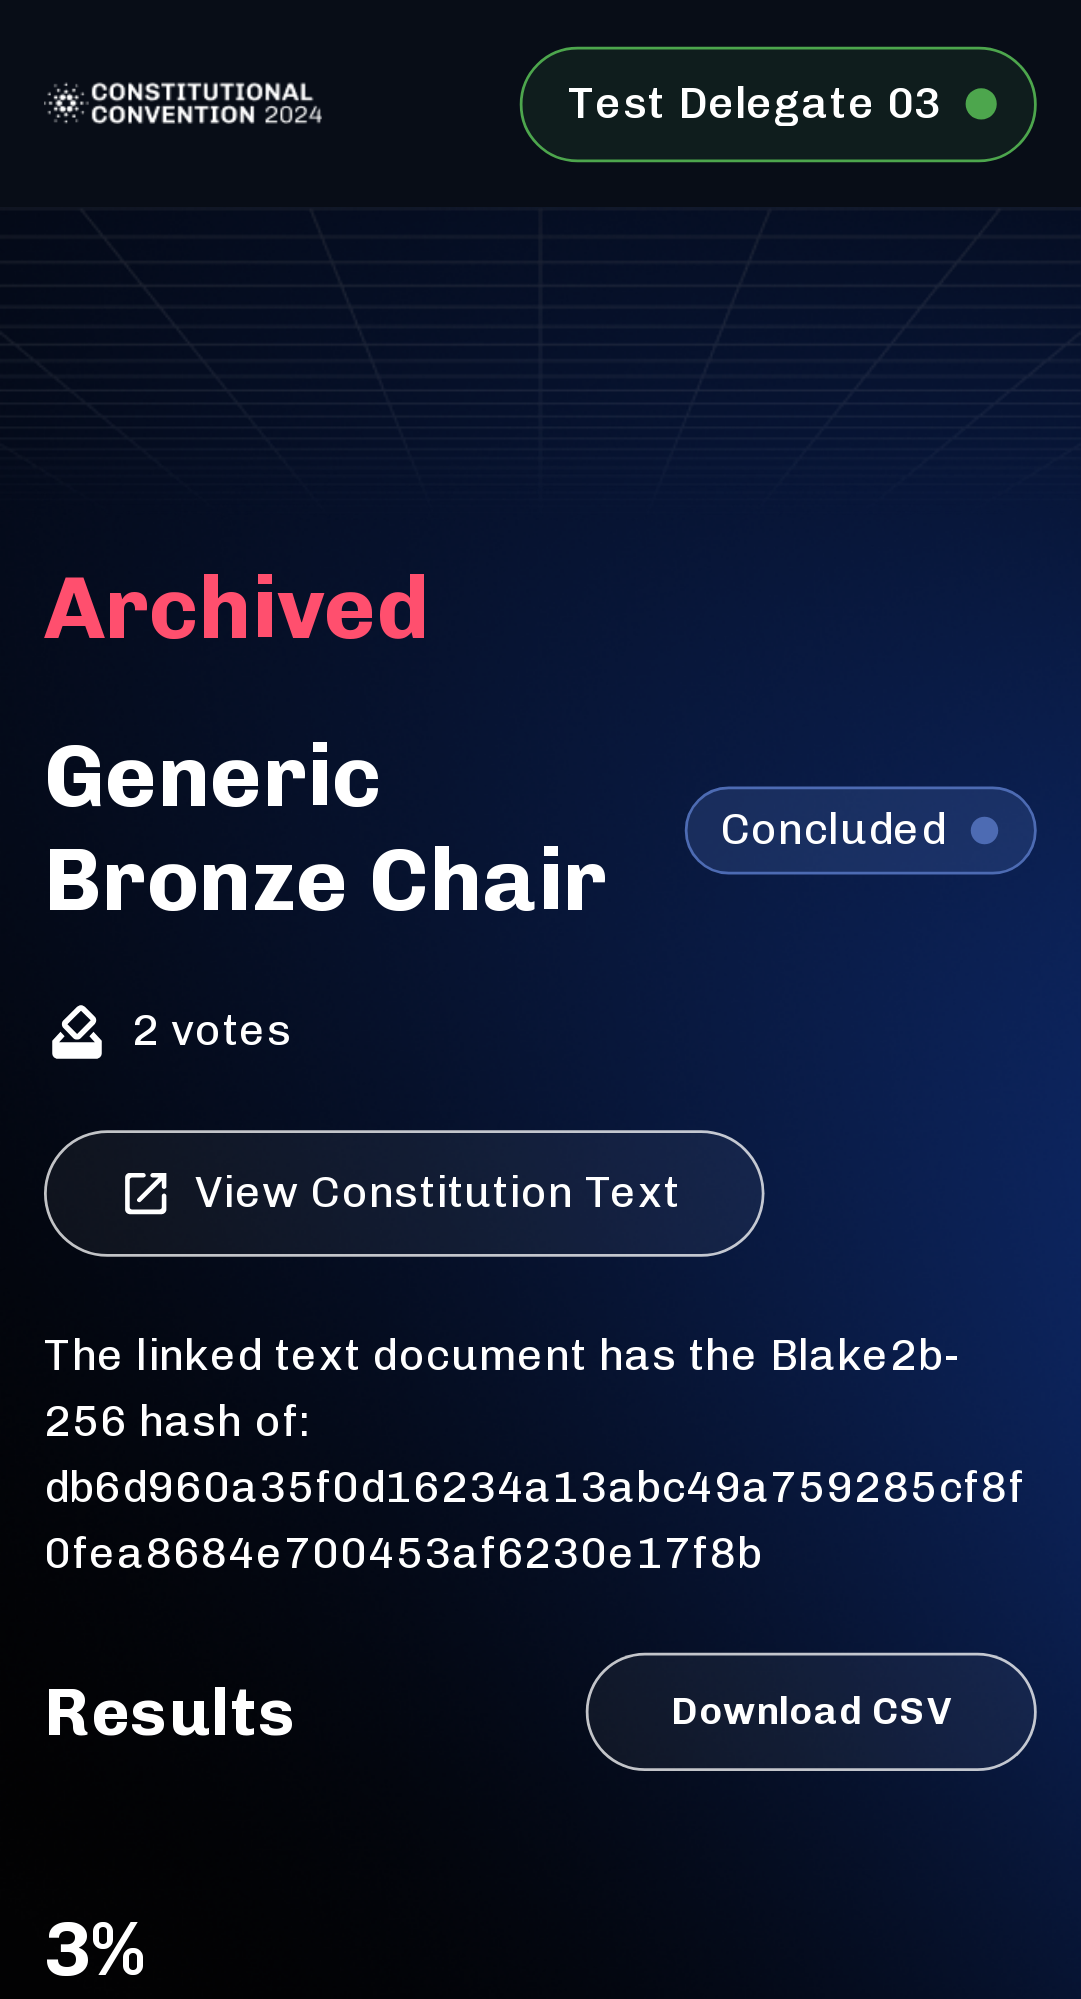 CONSTITUTIONAL
CONVENTION 2024
Test Delegate 03
Archived
Generic
Bronze Chair
Concluded
2 votes
View Constitution Text
The linked text document has the Blake2b-
256 hash of:
db6d960a35f0d16234a13abc49a759285cf8f
0fea8684e700453af6230e17f8b
Results
Download CSV
3%